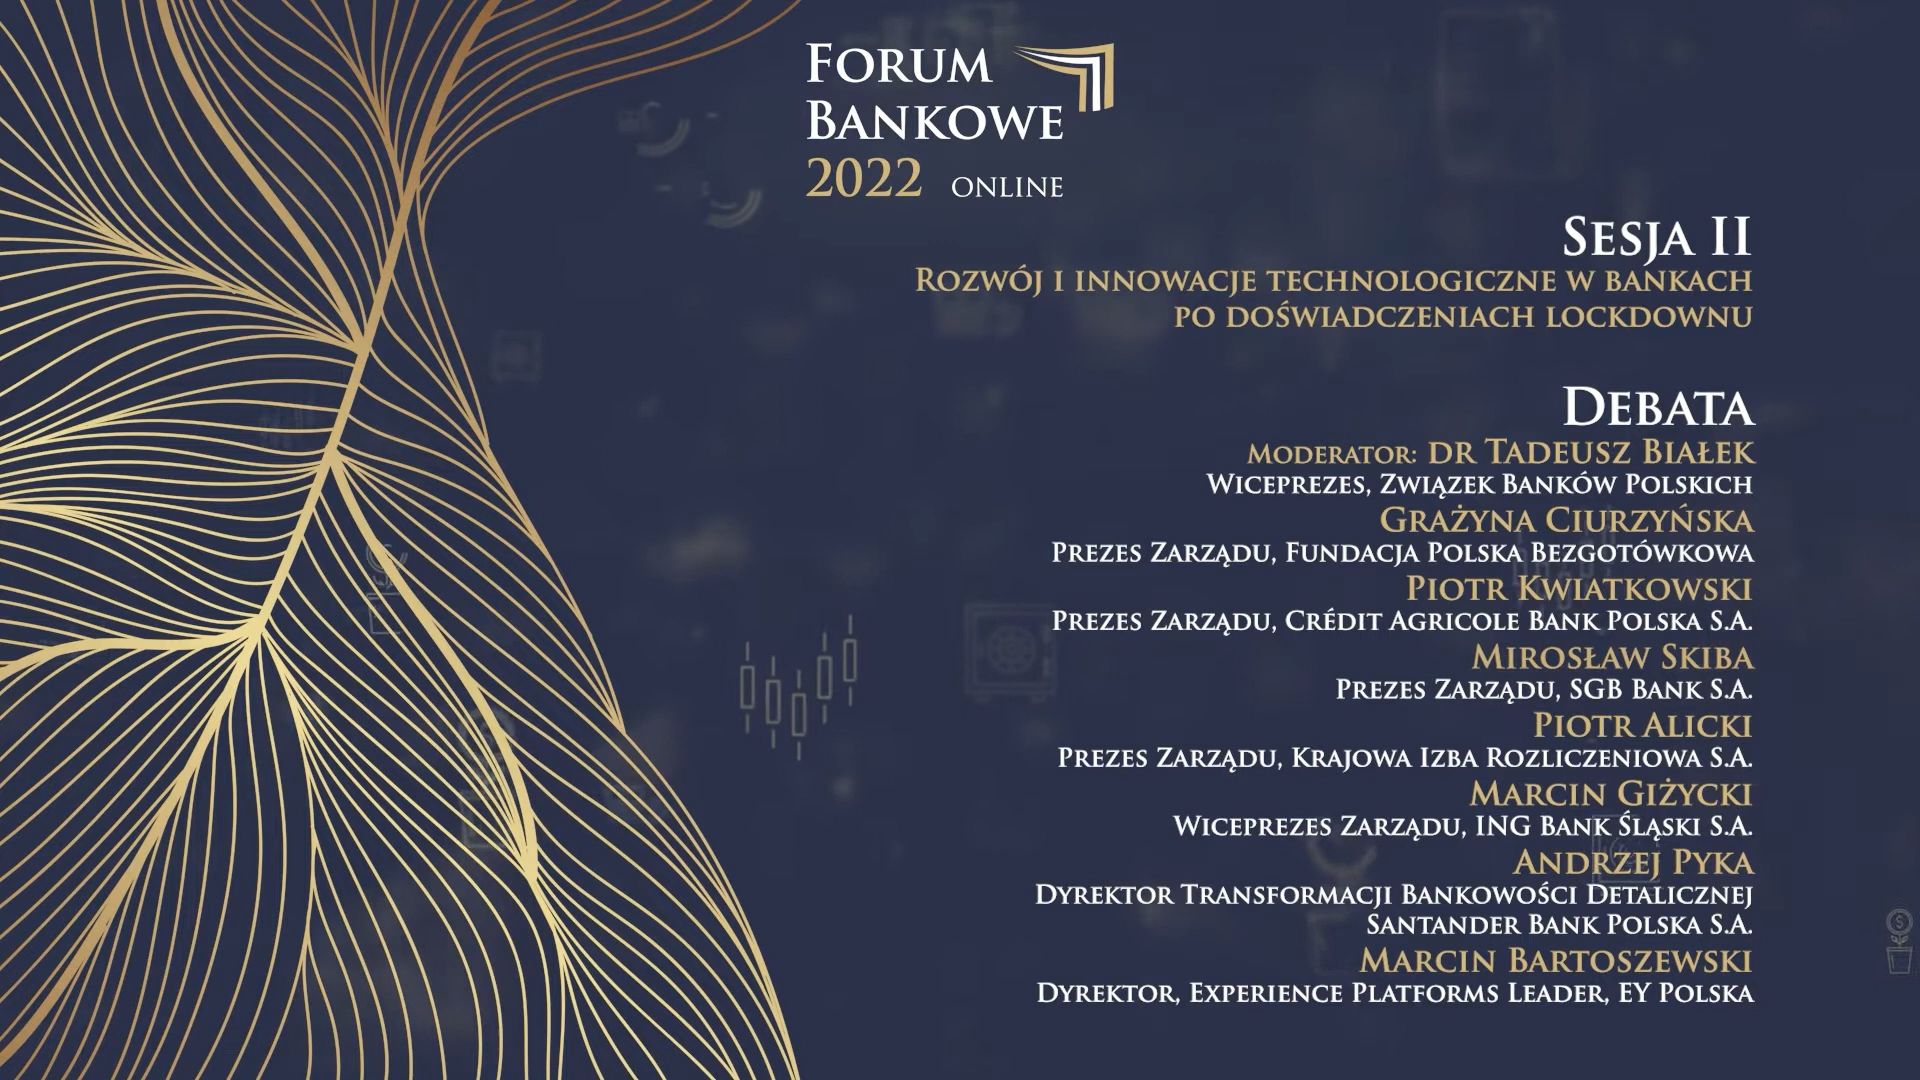 FORUM
BANKOWE
2022 ONLINE
SESJA II
ROZWÓJ I INNOWACJE TECHNOLOGICZNE W BANKACH
PO DOŚWIADCZENIACH LOCKDOWNU
DEBATA
MODERATOR: DR TADEUSZ BIAŁEK
WICEPREZES, ZWIĄZEK BANKÓW POLSKICH
GRAŻYNA CIURZYŃSKA
PREZES ZARZĄDU, FUNDACJA POLSKA BEZGOTÓWKOWA
PIOTR KWIATKOWSKI
PREZES ZARZĄDU, CRÉDIT AGRICOLE BANK POLSKA S.A.
MIROSŁAW SKIBA
PREZES ZARZĄDU, SGB BANK S.A.
PIOTR ALICKI
PREZES ZARZĄDU, KRAJOWA IZBA ROZLICZENIOWA S.A.
MARCIN GIŻYCKI
WICEPREZES ZARZĄDU, ING BANK ŚLĄSKI S.A.
ANDRZEJ PYKA
DYREKTOR TRANSFORMACJI BANKOWOŚCI DETALICZNEJ
SANTANDER BANK POLSKA S.A.
MARCIN BARTOSZEWSKI
DYREKTOR, EXPERIENCE PLATFORMS LEADER, EY POLSKA